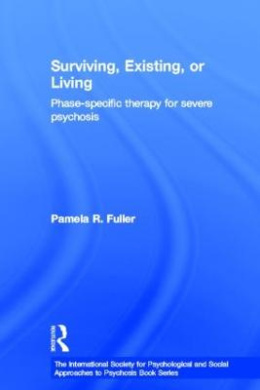 Surviving, Existing, or
Living
Phase-specific therapy for severe
psychosis
Pamela R. Fuller
Routledge
The International Society for Psychological and Social
Approaches to Psychosis Book Series